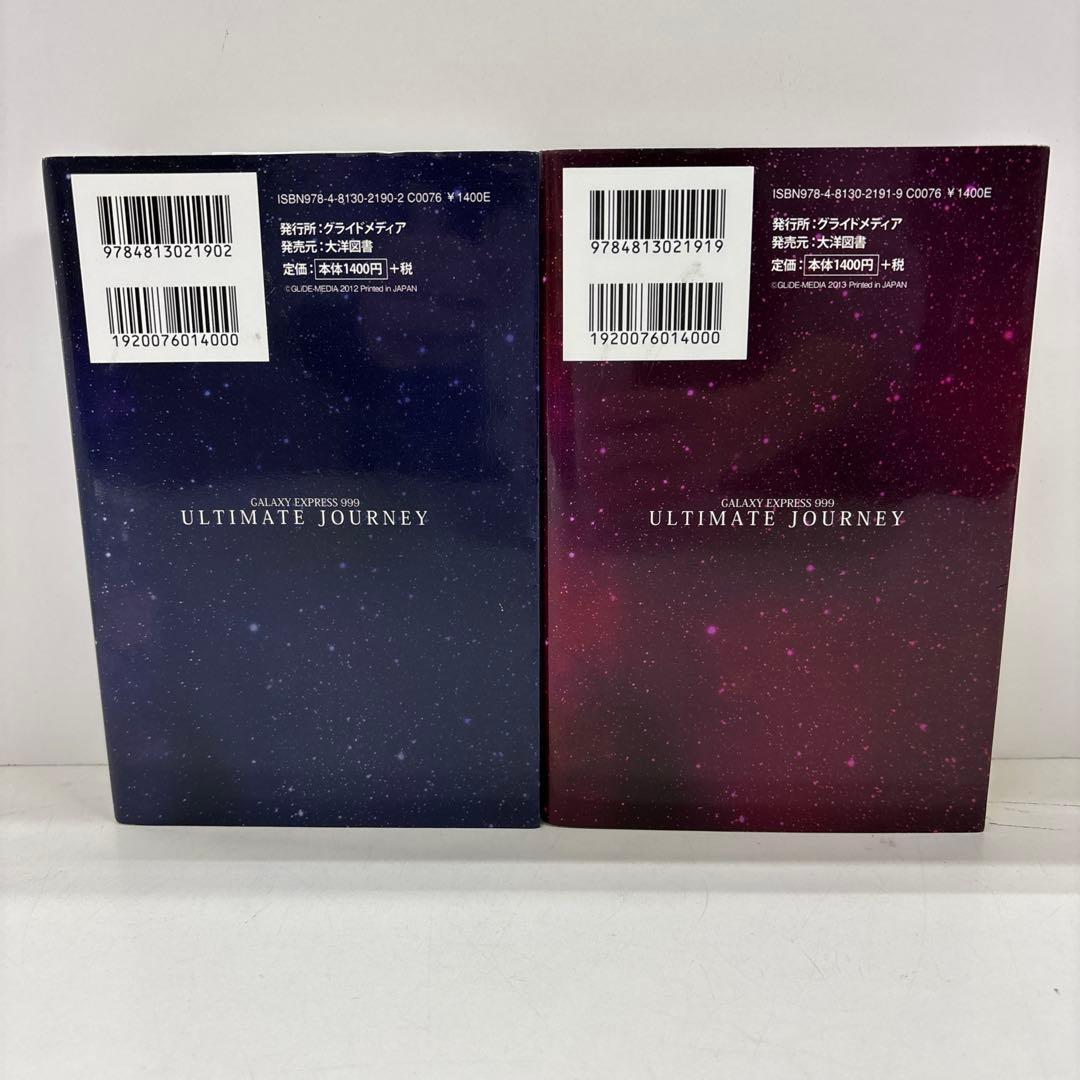 ISBN978-4-8130-2190-2 C0076 ¥1400E
9784813021902
発行所：グライドメディア
発売元：大洋図書
定価：本体1400円+税
©GLiDE-MEDIA 2012 Printed in JAPAN
1920076014000
GALAXY EXPRESS 999
ULTIMATE JOURNEY
ISBN978-4-8130-2191-9 C0076 ¥1400E
9784813021919
発行所：グライドメディア
発売元：大洋図書
定価：本体1400円+税
©GLiDE-MEDIA 2013 Printed in JAPAN
1920076014000
GALAXY EXPRESS 999
ULTIMATE JOURNEY